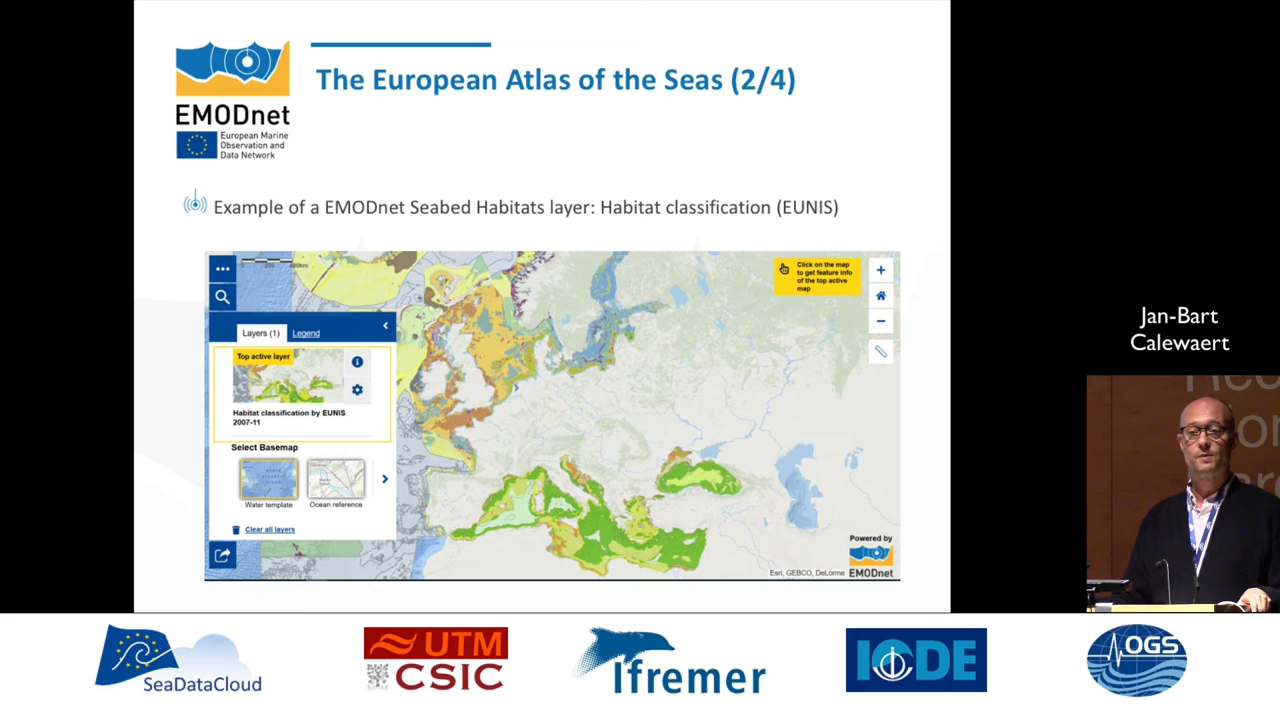 The European Atlas of the Seas (2/4)
EMODnet
European Marine
Observation and
Data Network
Example of a EMODnet Seabed Habitats layer: Habitat classification (EUNIS)
Click on the map
to get feature info
of the top active
map
Layers (1)
Legend
Top active layer
Habitat classification by EUNIS
2007-11
Select Basemap
Water template
Ocean reference
Clear all layers
Powered by
EMODnet
Esri, GEBCO, DeLorme
Jan-Bart
Calewaert
SeaDataCloud
UTM
CSIC
Ifremer
IODE
OGS